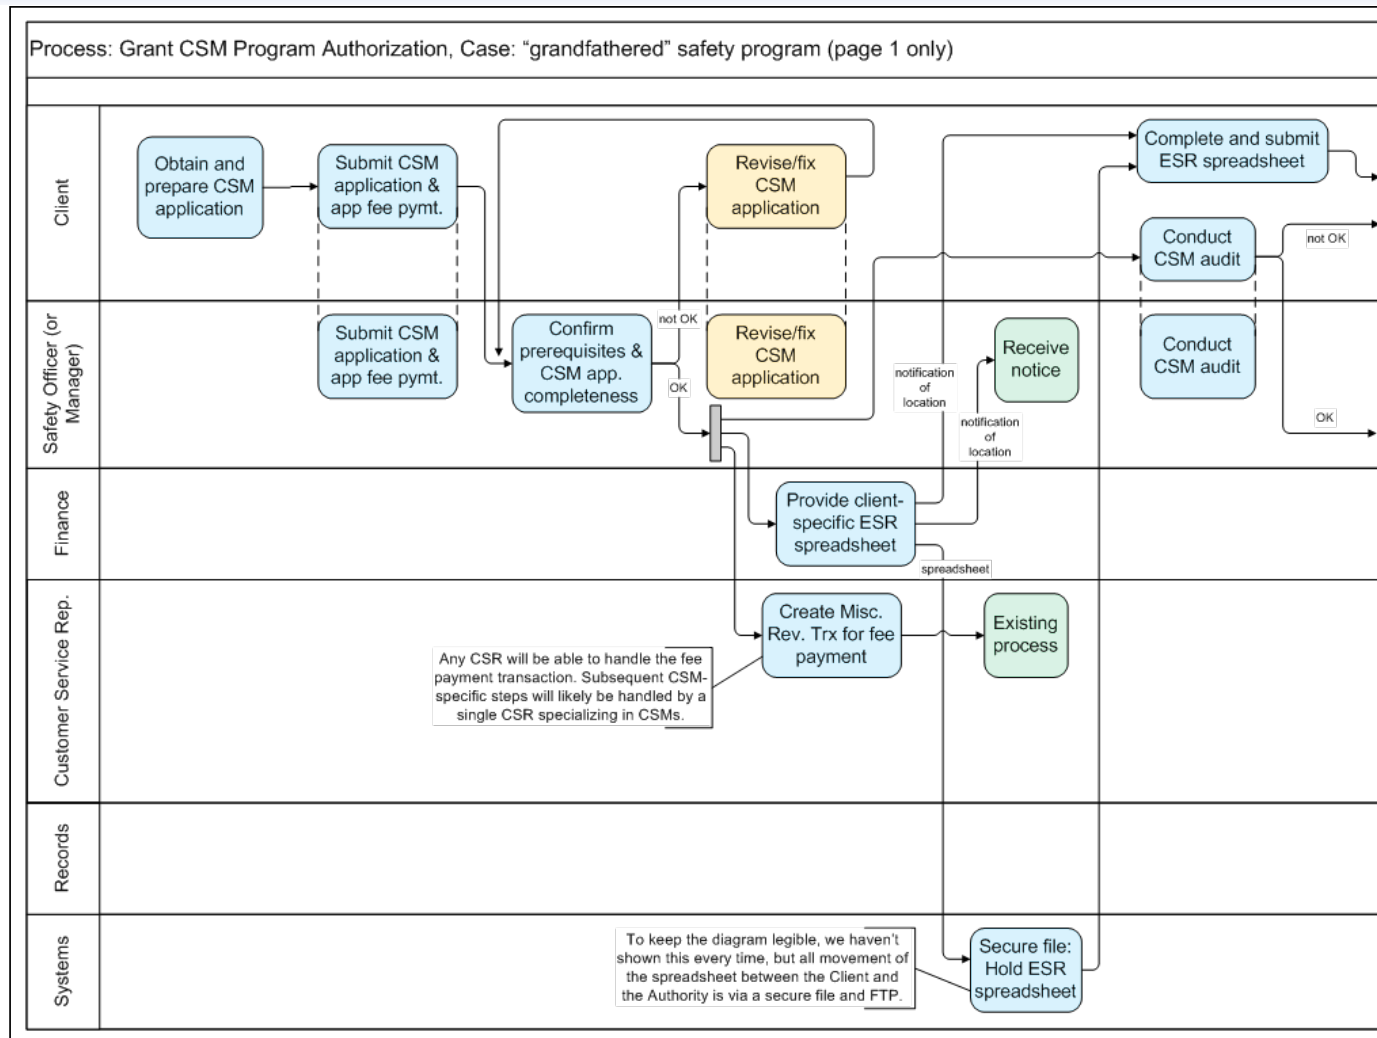 Process: Grant CSM Program Authorization, Case: “grandfathered” safety program (page 1 only)
Client
Obtain and
prepare CSM
application
Submit CSM
application &
app fee pymt.
Revise/fix
CSM
application
Complete and submit
ESR spreadsheet
Conduct
CSM audit
not OK
Safety Officer (or
Manager)
Submit CSM
application &
app fee pymt.
Confirm
prerequisites &
CSM app.
completeness
not OK
OK
Revise/fix
CSM
application
notification
of
location
Receive
notice
notification
of
location
Conduct
CSM audit
OK
Finance
Provide client-
specific ESR
spreadsheet
spreadsheet
Customer Service Rep.
Create Misc.
Rev. Trx for fee
payment
Existing
process
Any CSR will be able to handle the fee
payment transaction. Subsequent CSM-
specific steps will likely be handled by a
single CSR specializing in CSMs.
Records
Systems
To keep the diagram legible, we haven’t
shown this every time, but all movement of
the spreadsheet between the Client and
the Authority is via a secure file and FTP.
Secure file:
Hold ESR
spreadsheet